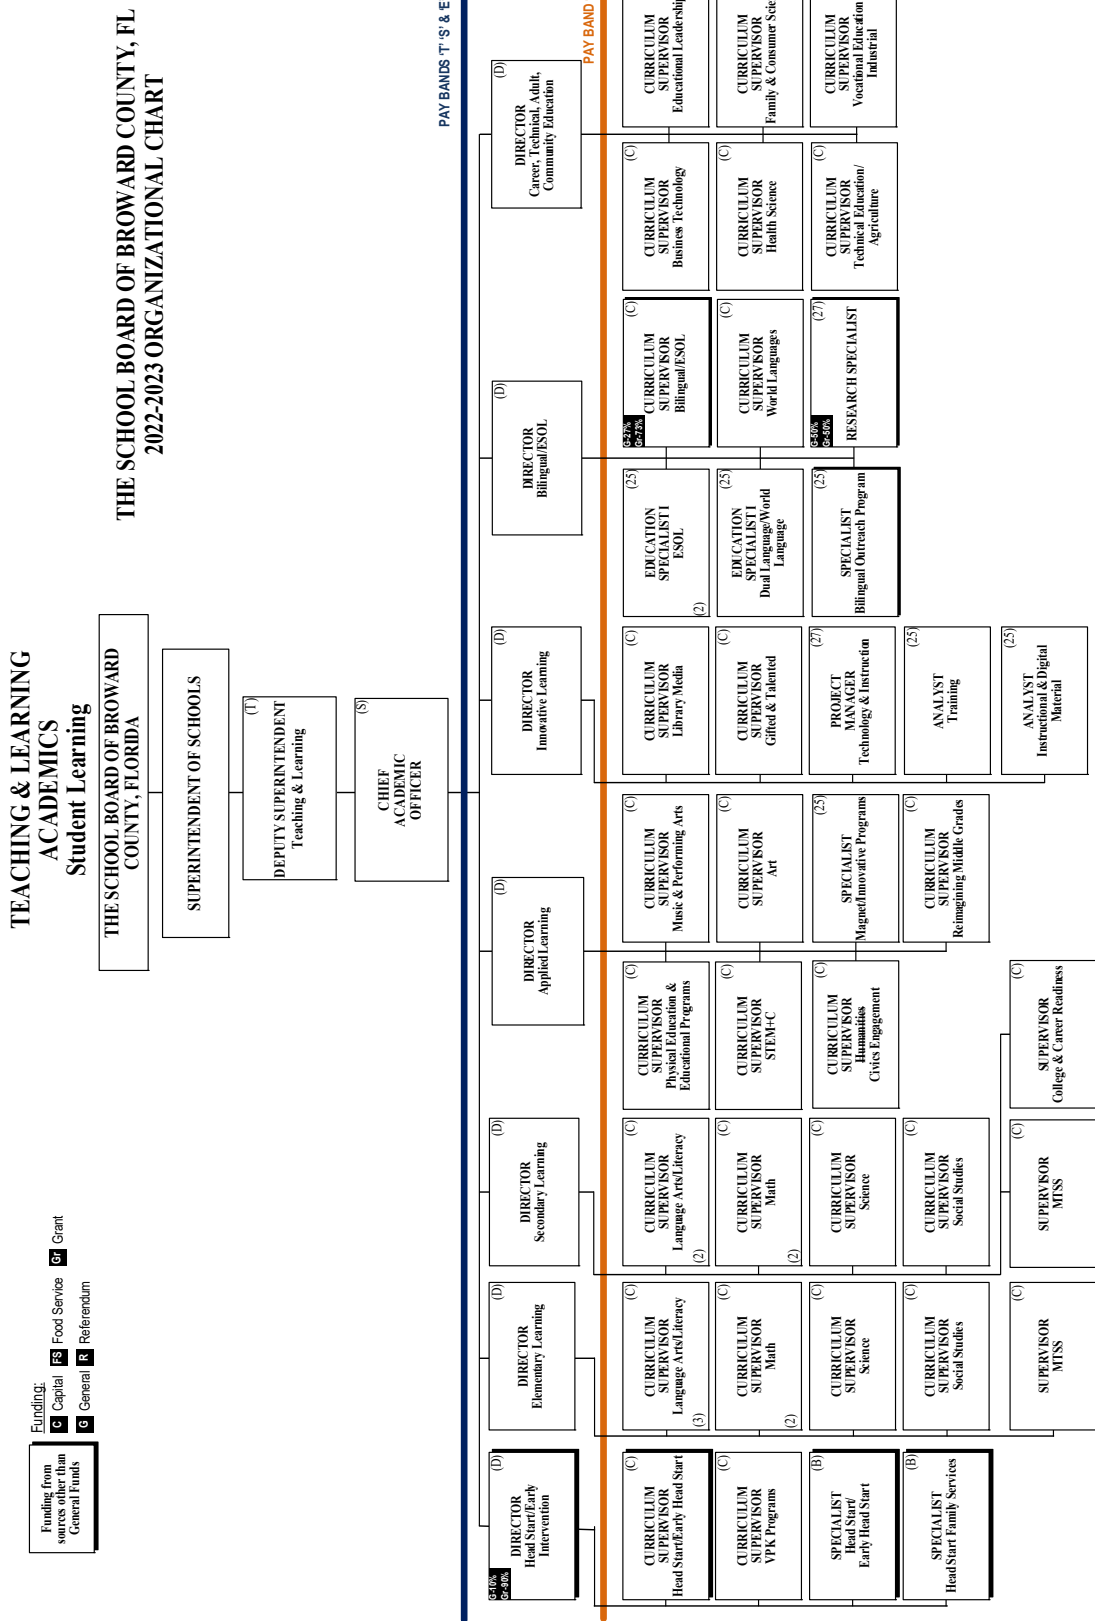 TEACHING & LEARNING
ACADEMICS
Student Learning
THE SCHOOL BOARD OF BROWARD COUNTY, FL
2022-2023 ORGANIZATIONAL CHART
Funding from
sources other than
General Funds
Funding:
C Capital FS Food Service Gr Grant
G General R Referendum
THE SCHOOL BOARD OF BROWARD
COUNTY, FLORIDA
SUPERINTENDENT OF SCHOOLS
(T)
DEPUTY SUPERINTENDENT
Teaching & Learning
(S)
CHIEF
ACADEMIC
OFFICER
PAY BANDS 'T' 'S' & 'E
PAY BAND
G-10%
Gr-90%
(D)
DIRECTOR
Head Start/Early
Intervention
(D)
DIRECTOR
Elementary Learning
(D)
DIRECTOR
Secondary Learning
(D)
DIRECTOR
Applied Learning
(D)
DIRECTOR
Innovative Learning
(D)
DIRECTOR
Bilingual/ESOL
(D)
DIRECTOR
Career, Technical, Adult,
Community Education
(C)
CURRICULUM
SUPERVISOR
Head Start/Early Head Start
(C)
CURRICULUM
SUPERVISOR
VPK Programs
(B)
SPECIALIST
Head Start/
Early Head Start
(B)
SPECIALIST
Head Start Family Services
(C)
CURRICULUM
SUPERVISOR
Language Arts/Literacy
(3)
(C)
CURRICULUM
SUPERVISOR
Math
(2)
(C)
CURRICULUM
SUPERVISOR
Science
(C)
CURRICULUM
SUPERVISOR
Social Studies
(C)
SUPERVISOR
MTSS
(C)
CURRICULUM
SUPERVISOR
Language Arts/Literacy
(2)
(C)
CURRICULUM
SUPERVISOR
Math
(2)
(C)
CURRICULUM
SUPERVISOR
Science
(C)
CURRICULUM
SUPERVISOR
Social Studies
(C)
SUPERVISOR
MTSS
(C)
SUPERVISOR
College & Career Readiness
(C)
CURRICULUM
SUPERVISOR
Physical Education &
Educational Programs
(C)
CURRICULUM
SUPERVISOR
STEM+C
(C)
CURRICULUM
SUPERVISOR
Humanities
Civics Engagement
(C)
CURRICULUM
SUPERVISOR
Music & Performing Arts
(C)
CURRICULUM
SUPERVISOR
Art
(25)
SPECIALIST
Magnet/Innovative Programs
(C)
CURRICULUM
SUPERVISOR
Reimagining Middle Grades
(C)
CURRICULUM
SUPERVISOR
Library Media
(C)
CURRICULUM
SUPERVISOR
Gifted & Talented
(27)
PROJECT
MANAGER
Technology & Instruction
(25)
ANALYST
Training
(25)
ANALYST
Instructional & Digital
Material
(25)
EDUCATION
SPECIALIST I
ESOL
(2)
(25)
EDUCATION
SPECIALIST I
Dual Language/World
Language
(25)
SPECIALIST
Bilingual Outreach Program
G-27%
Gr-73%
(C)
CURRICULUM
SUPERVISOR
Bilingual/ESOL
(C)
CURRICULUM
SUPERVISOR
World Languages
G-50%
Gr-50%
(27)
RESEARCH SPECIALIST
(C)
CURRICULUM
SUPERVISOR
Business Technology
(C)
CURRICULUM
SUPERVISOR
Health Science
(C)
CURRICULUM
SUPERVISOR
Technical Education/
Agriculture
CURRICULUM
SUPERVISOR
Educational Leadership
CURRICULUM
SUPERVISOR
Family & Consumer Scie
CURRICULUM
SUPERVISOR
Vocational Education
Industrial